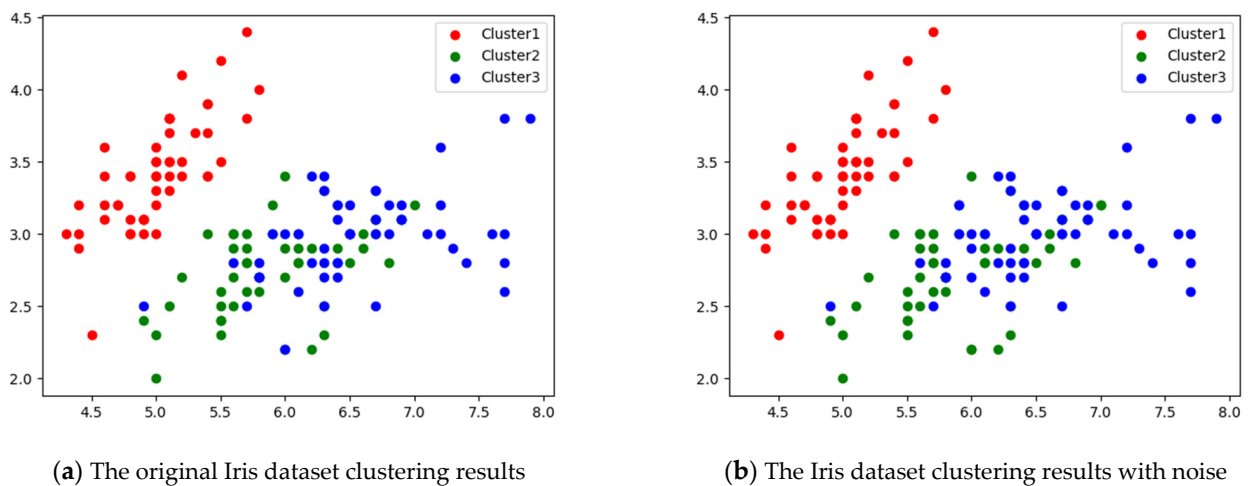 4.5
4.0
3.5
3.0
2.5
2.0
4.5 5.0 5.5 6.0 6.5 7.0 7.5 8.0
Cluster1
Cluster2
Cluster3
(a) The original Iris dataset clustering results
4.5
4.0
3.5
3.0
2.5
2.0
4.5 5.0 5.5 6.0 6.5 7.0 7.5 8.0
Cluster1
Cluster2
Cluster3
(b) The Iris dataset clustering results with noise